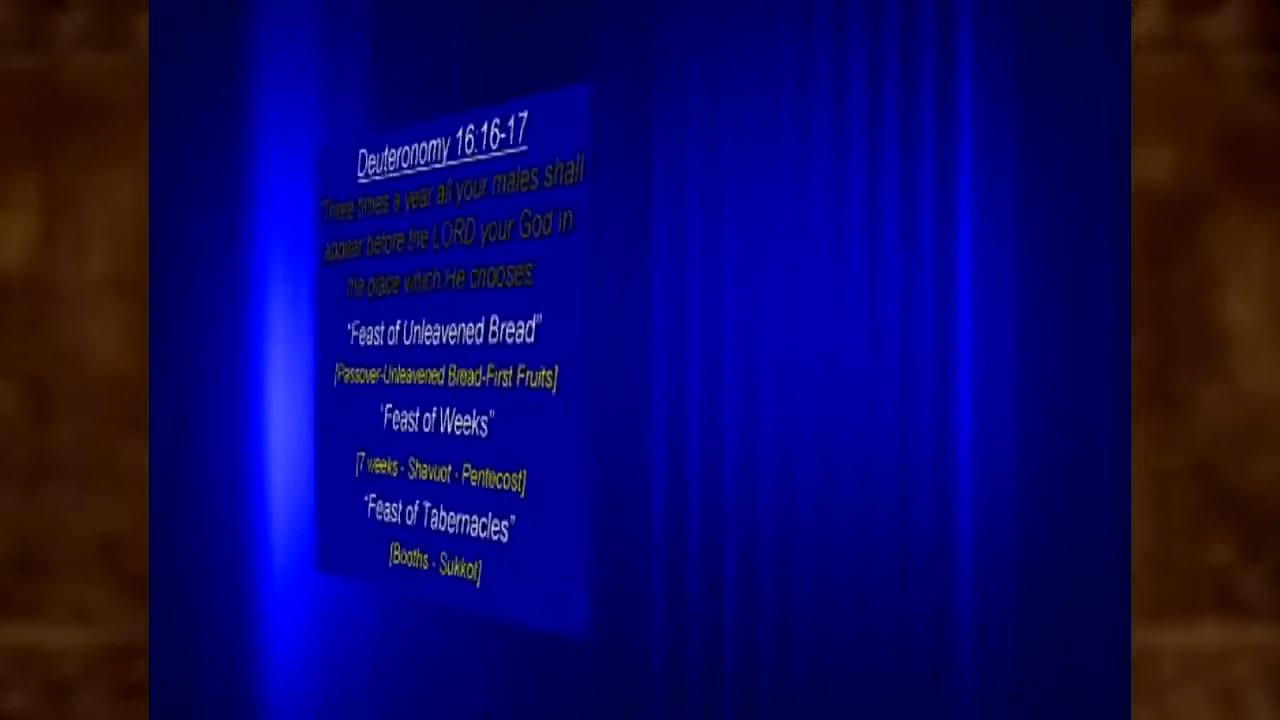 Deuteronomy 16:16-17
"Three times a year all your males shall
appear before the LORD your God in
the place which He chooses:
"Feast of Unleavened Bread"
[Passover-Unleavened Bread-First Fruits]
"Feast of Weeks"
[7 weeks - Shavuot - Pentecost]
"Feast of Tabernacles"
[Booths - Sukkot]